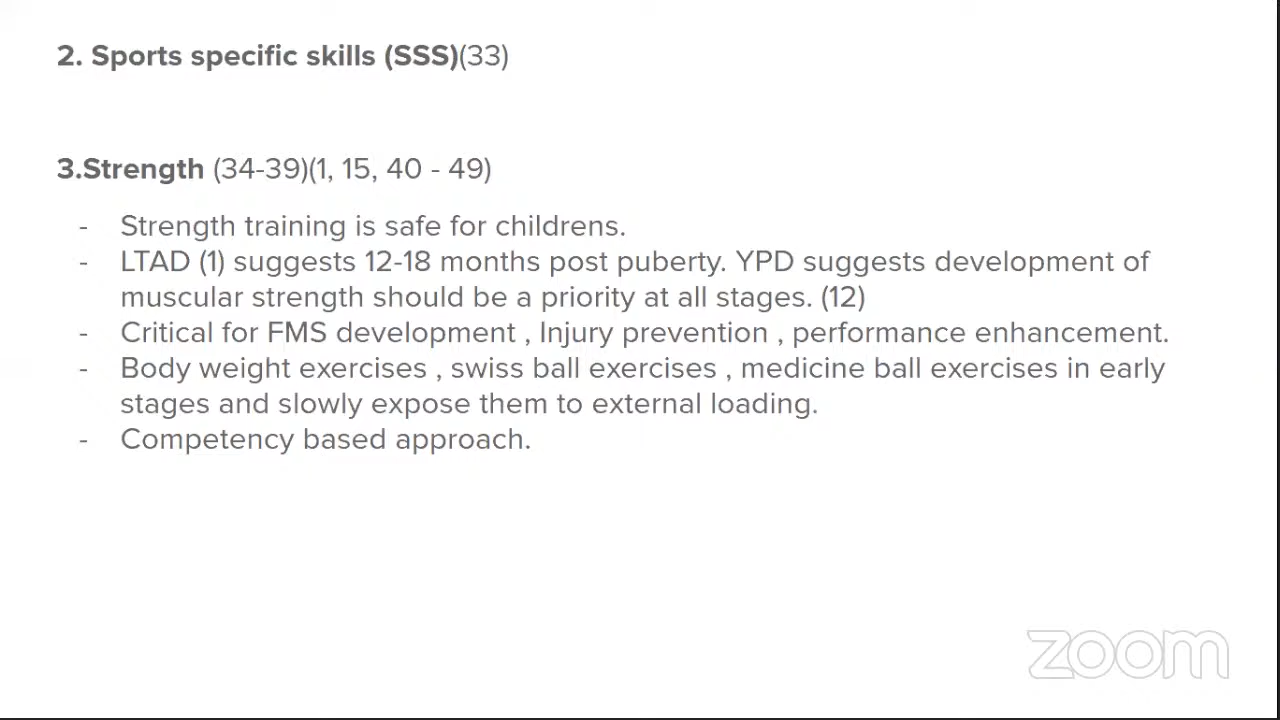 2. Sports specific skills (SSS)(33)
3.Strength (34-39)(1, 15, 40 - 49)
- Strength training is safe for childrens.
- LTAD (1) suggests 12-18 months post puberty. YPD suggests development of
muscular strength should be a priority at all stages. (12)
- Critical for FMS development , Injury prevention , performance enhancement.
- Body weight exercises , swiss ball exercises , medicine ball exercises in early
stages and slowly expose them to external loading.
- Competency based approach.
zoom